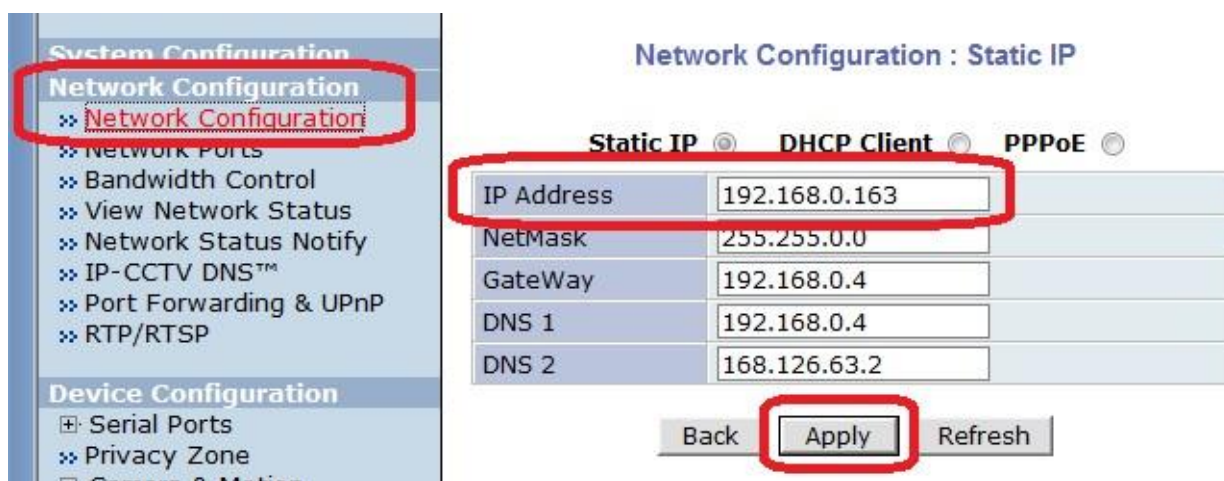 System Configuration
Network Configuration
» Network Configuration
» Network Ports
» Bandwidth Control
» View Network Status
» Network Status Notify
» IP-CCTV DNS™
» Port Forwarding & UPnP
» RTP/RTSP
Device Configuration
Serial Ports
» Privacy Zone
Camera & Motion
Network Configuration : Static IP
Static IP DHCP Client PPPoE
IP Address 192.168.0.163
NetMask 255.255.0.0
GateWay 192.168.0.4
DNS 1 192.168.0.4
DNS 2 168.126.63.2
Back Apply Refresh